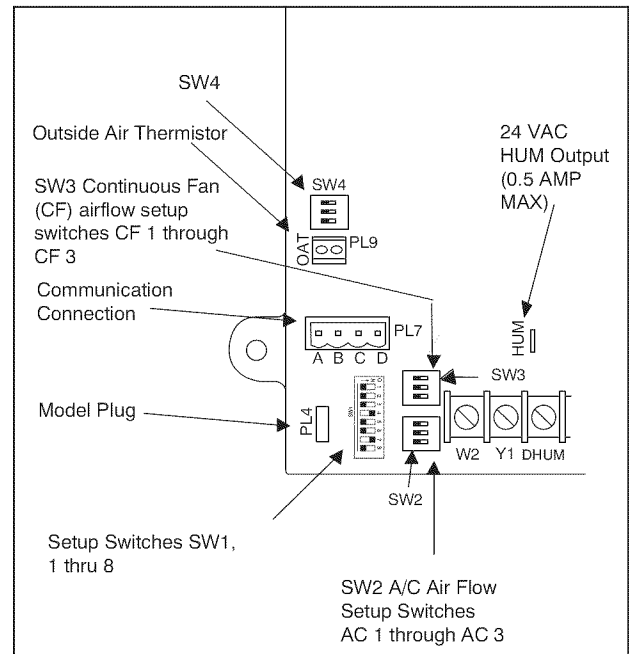 SW4
Outside Air Thermistor
SW3 Continuous Fan
(CF) airflow setup
switches CF 1 through
CF 3
Communication
Connection
Model Plug
Setup Switches SW1,
1 thru 8
SW4
OAT
PL9
PL7
A B C D
PL4
24 VAC
HUM Output
(0.5 AMP
MAX)
HUM
SW3
W2 Y1 DHUM
SW2
SW2 A/C Air Flow
Setup Switches
AC 1 through AC 3